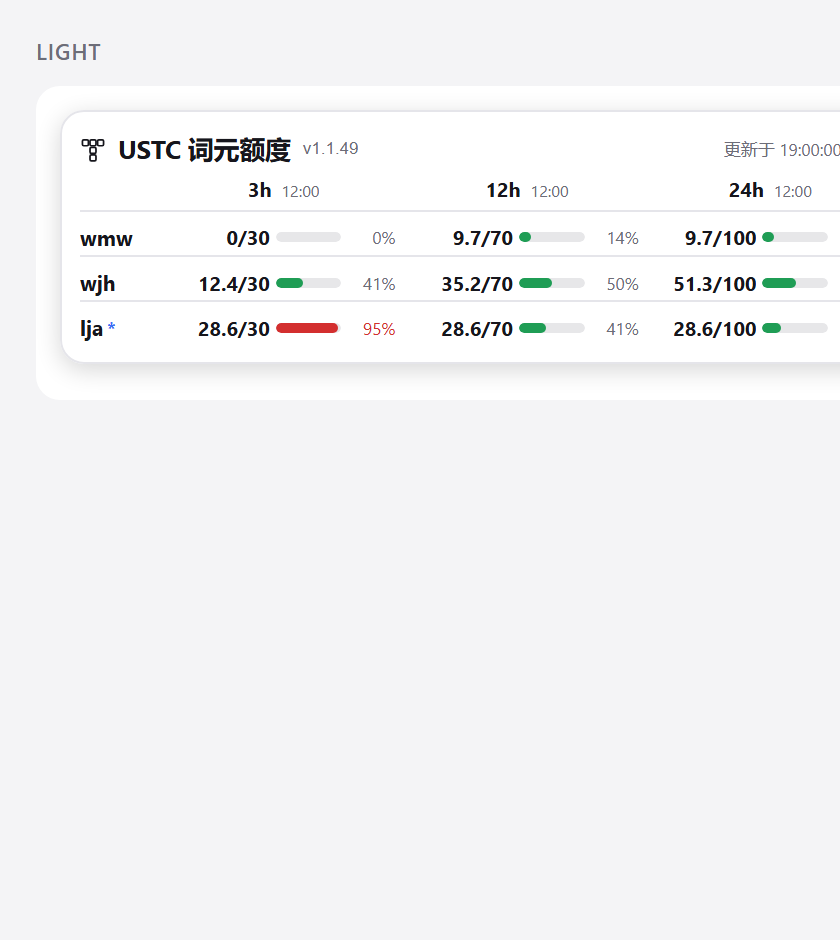 LIGHT
USTC 词元额度 v1.1.49 更新于 19:00:00
3h 12:00 12h 12:00 24h 12:00
wmw 0/30 0% 9.7/70 14% 9.7/100
wjh 12.4/30 41% 35.2/70 50% 51.3/100
lja * 28.6/30 95% 28.6/70 41% 28.6/100